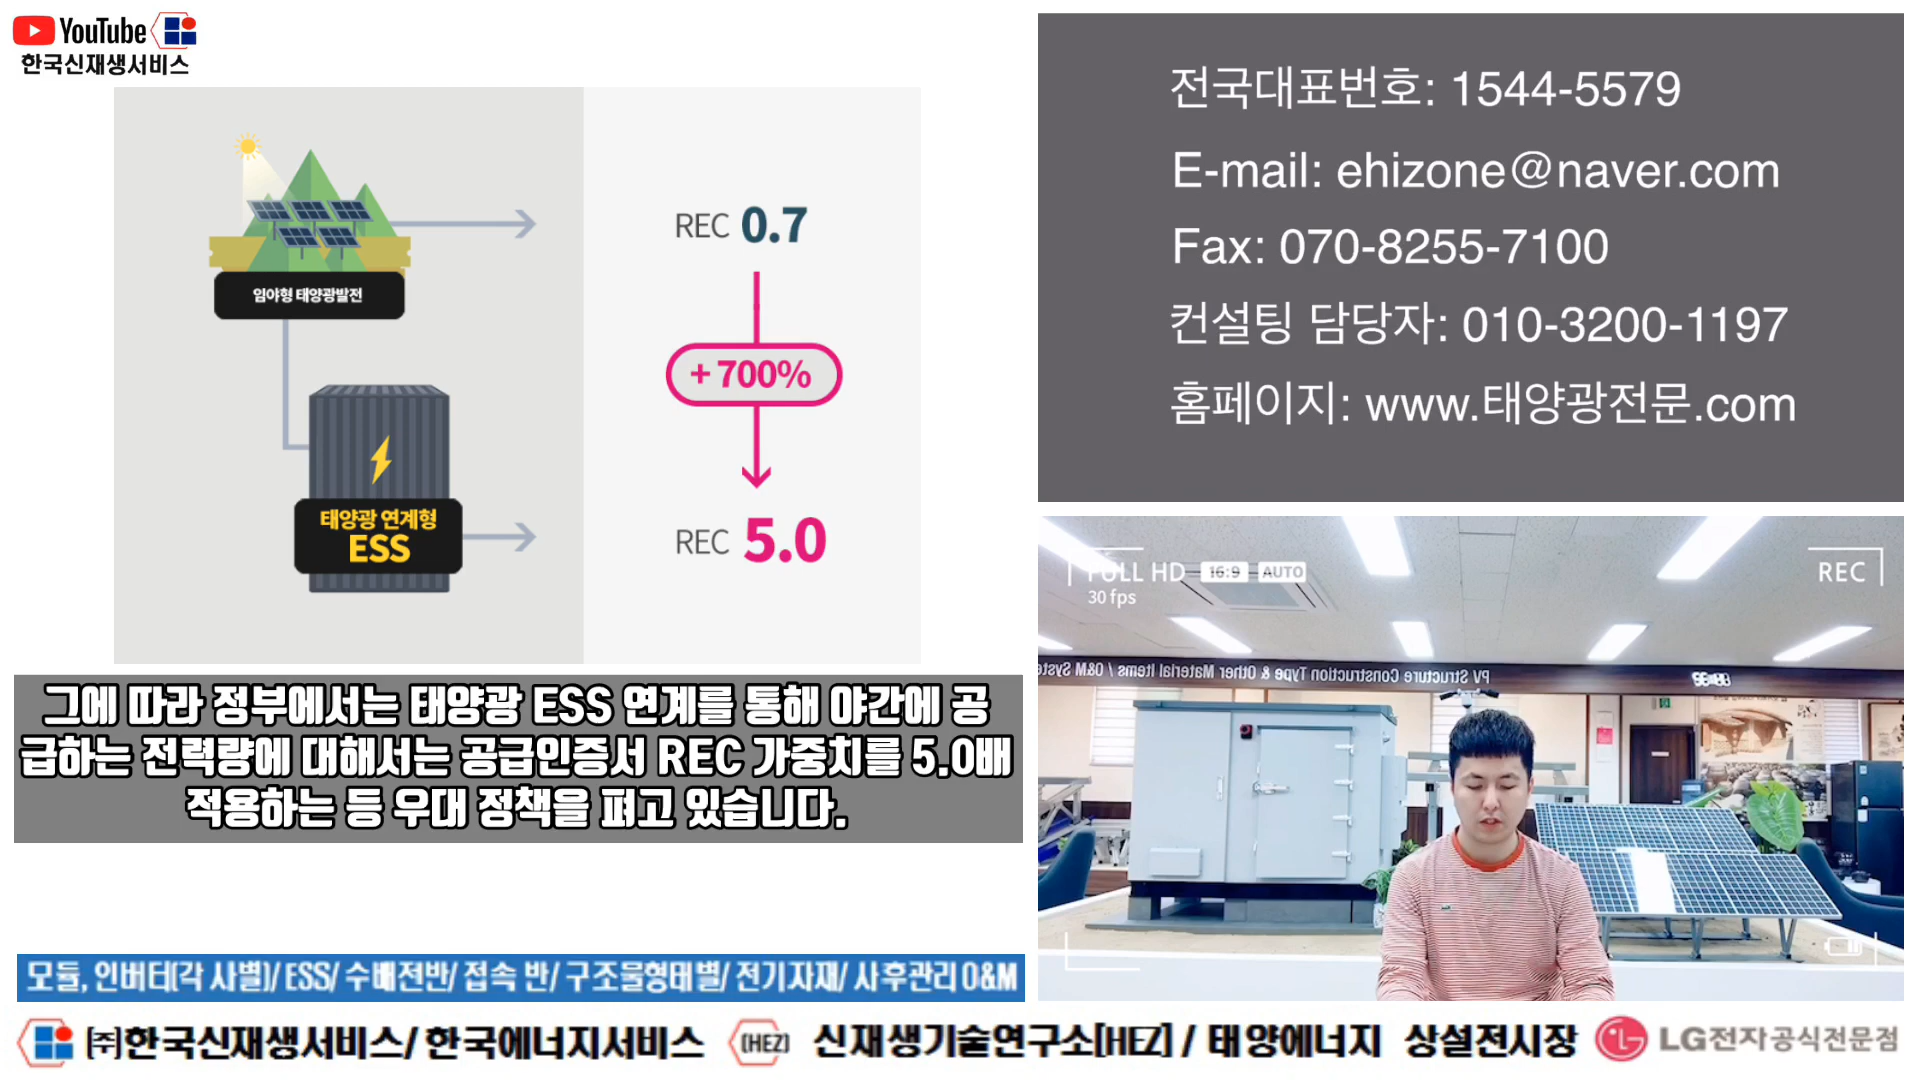 YouTube
한국신재생서비스
임야형 태양광발전
REC 0.7
+ 700%
태양광 연계형
ESS
REC 5.0
그에 따라 정부에서는 태양광 ESS 연계를 통해 야간에 공
급하는 전력량에 대해서는 공급인증서 REC 가중치를 5.0배
적용하는 등 우대 정책을 펴고 있습니다.
전국대표번호: 1544-5579
E-mail: ehizone@naver.com
Fax: 070-8255-7100
컨설팅 담당자: 010-3200-1197
홈페이지: www.태양광전문.com
FULL HD 16:9 AUTO
30 fps
REC
PV Structure Construction Type & Other Material Items / O&M Syste
모듈, 인버터(각 사별)/ ESS/ 수배전반/ 접속 반/ 구조물형태별/ 전기자재/ 사후관리 O&M
㈜한국신재생서비스/ 한국에너지서비스 (HEZ) 신재생기술연구소[HEZ] / 태양에너지 상설전시장 LG전자공식전문점